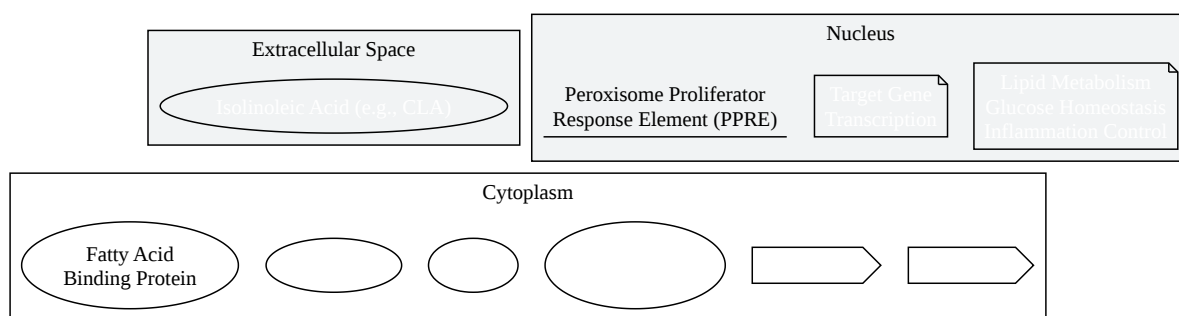 Extracellular Space
Isolinoleic Acid (e.g., CLA)
Nucleus
Peroxisome Proliferator
Response Element (PPRE)
Target Gene
Transcription
Lipid Metabolism
Glucose Homeostasis
Inflammation Control
Cytoplasm
Fatty Acid
Binding Protein